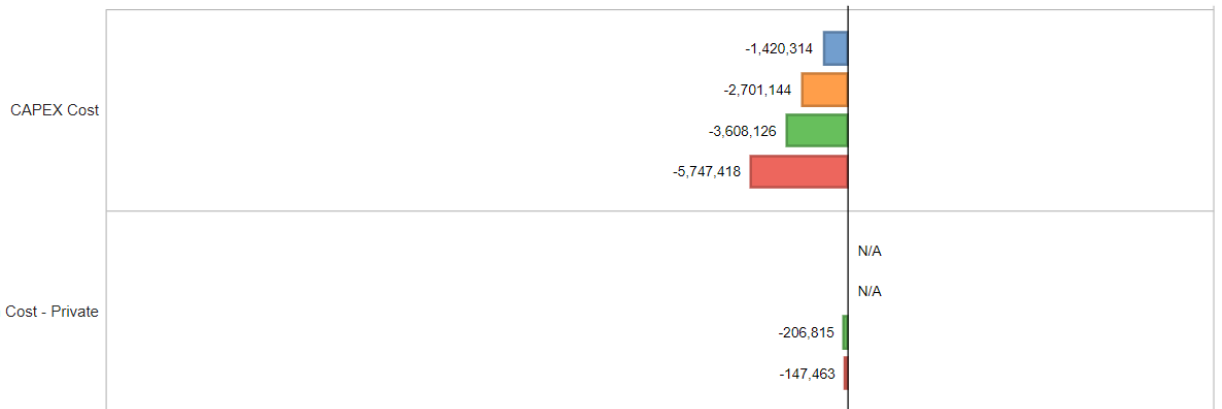 -1,420,314
-2,701,144
CAPEX Cost
-3,608,126
-5,747,418
N/A
N/A
Cost - Private
-206,815
-147,463